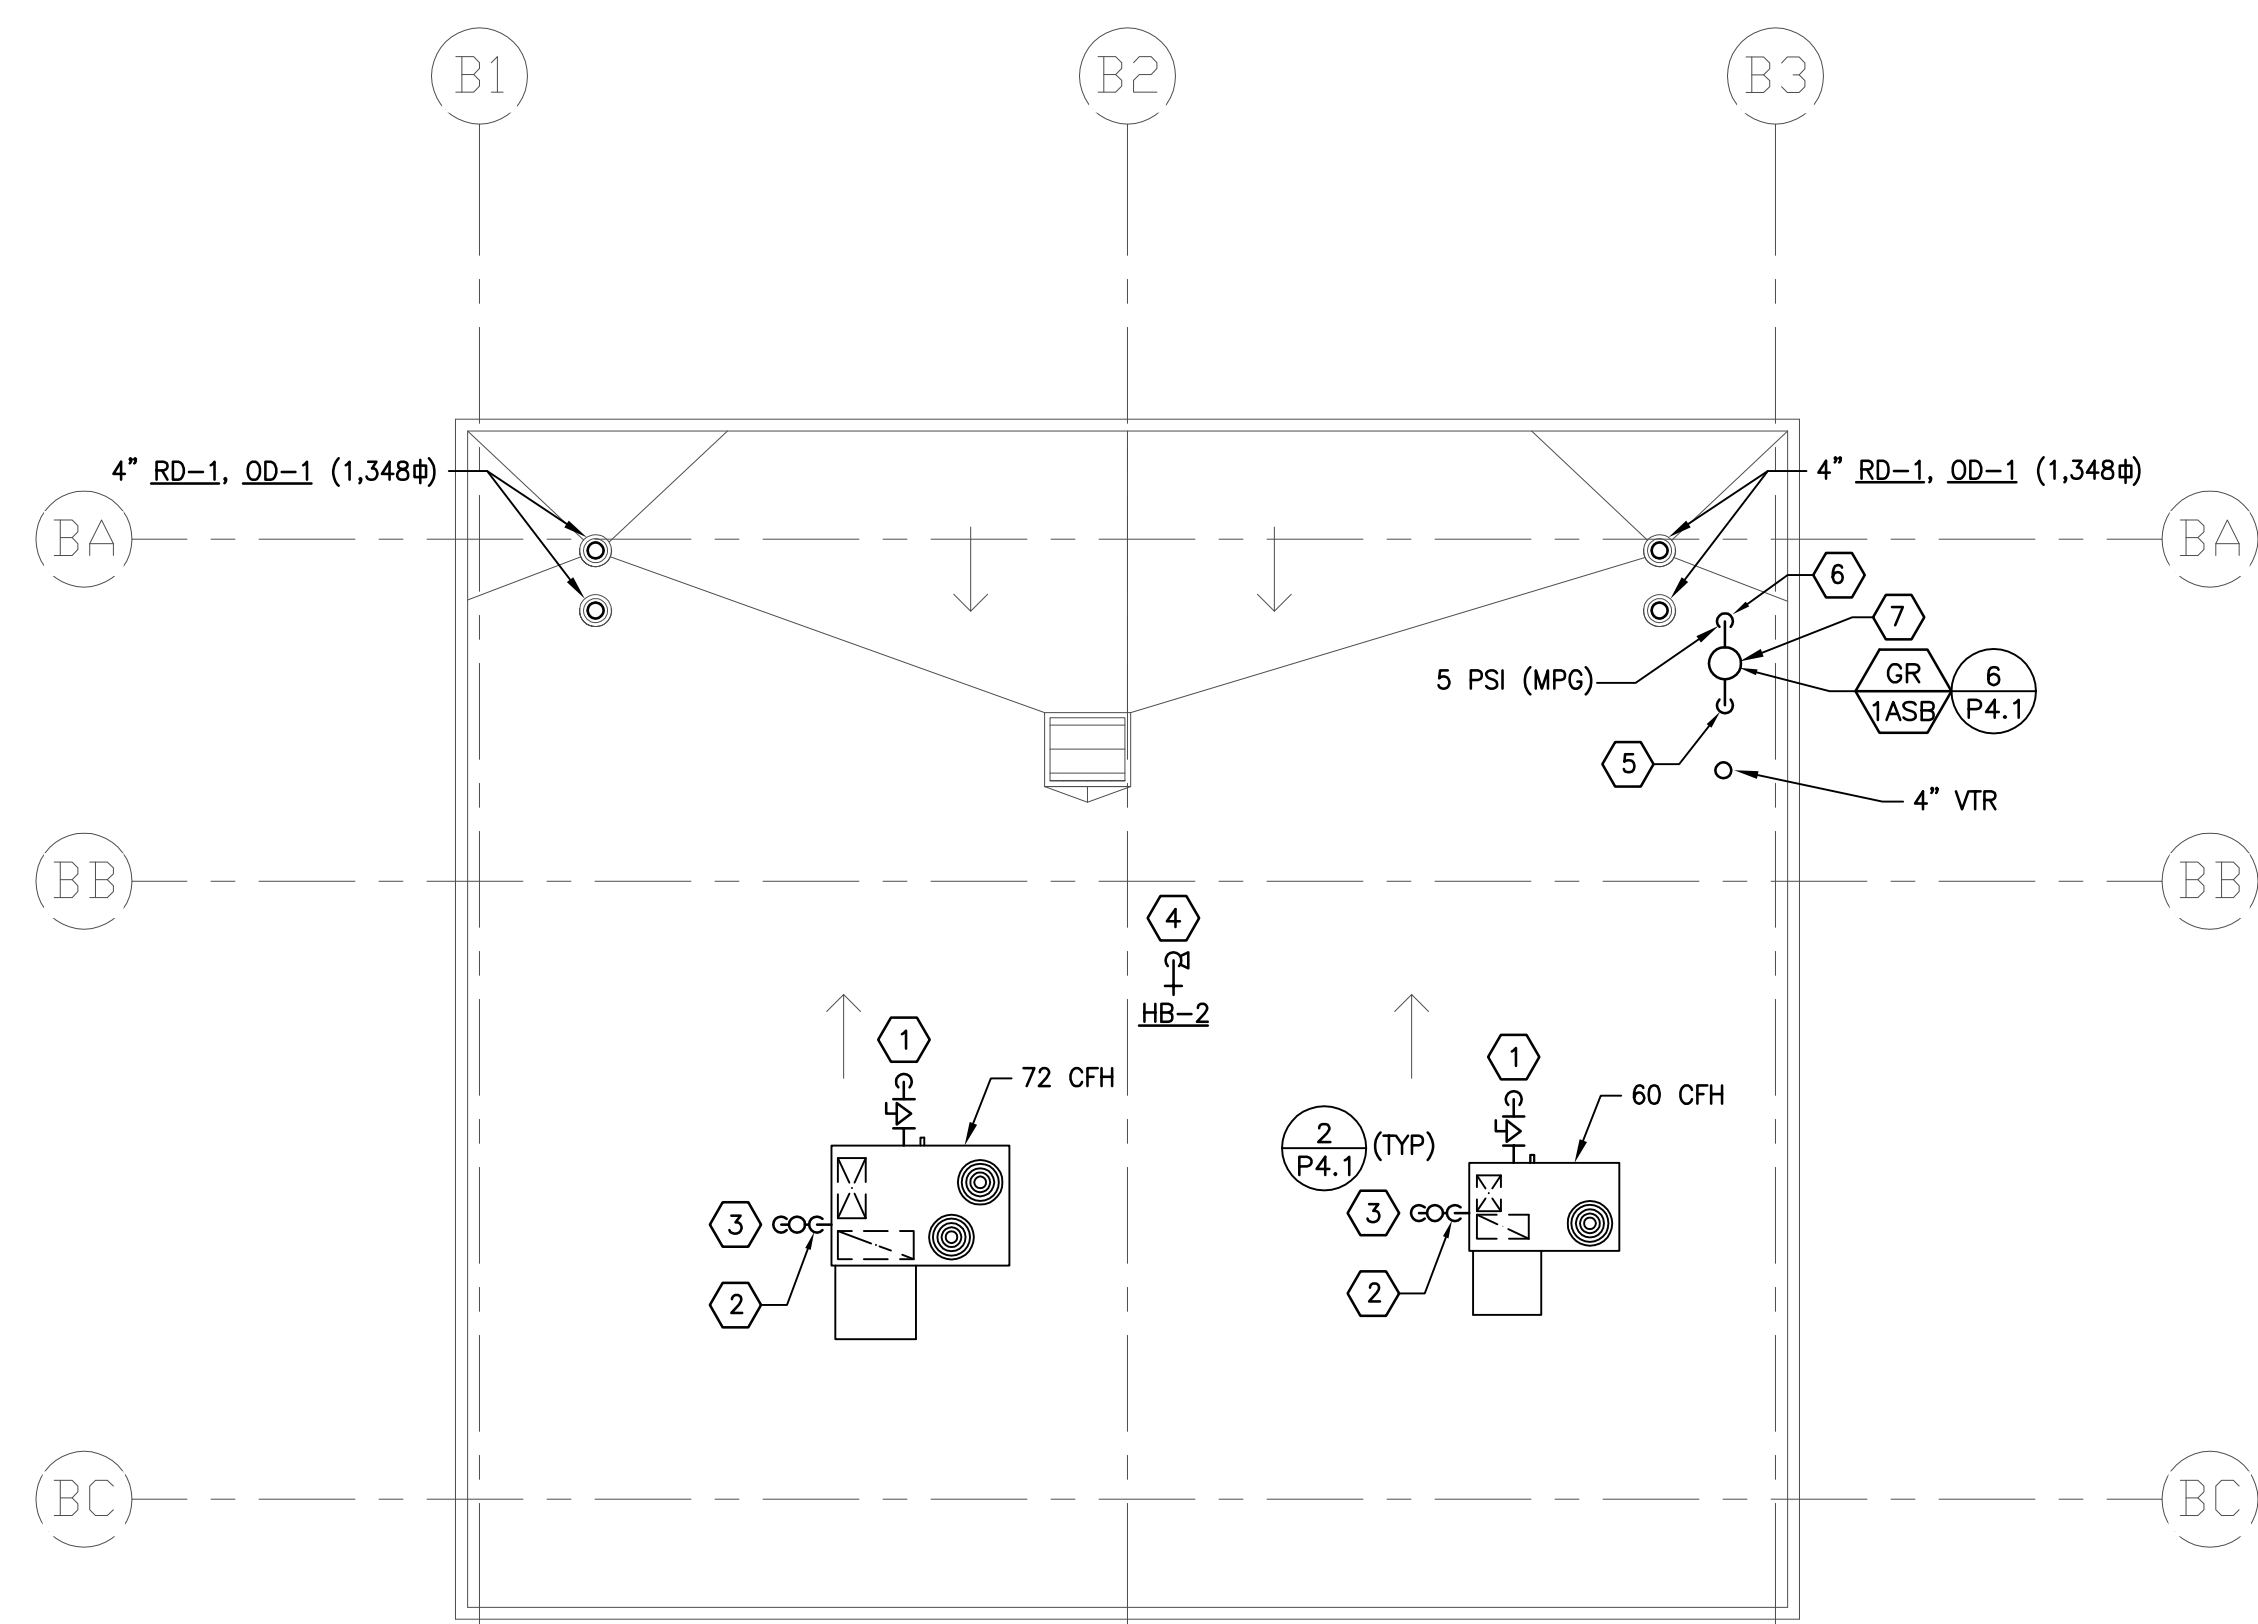 B1
B2
B3
4" RD-1, OD-1 (1,348⏀)
4" RD-1, OD-1 (1,348⏀)
BA
BA
6
7
5 PSI (MPG)
GR
1ASB
6
P4.1
5
4" VTR
BB
BB
4
HB-2
1
72 CFH
1
60 CFH
2
P4.1
(TYP)
3
3
2
2
BC
BC